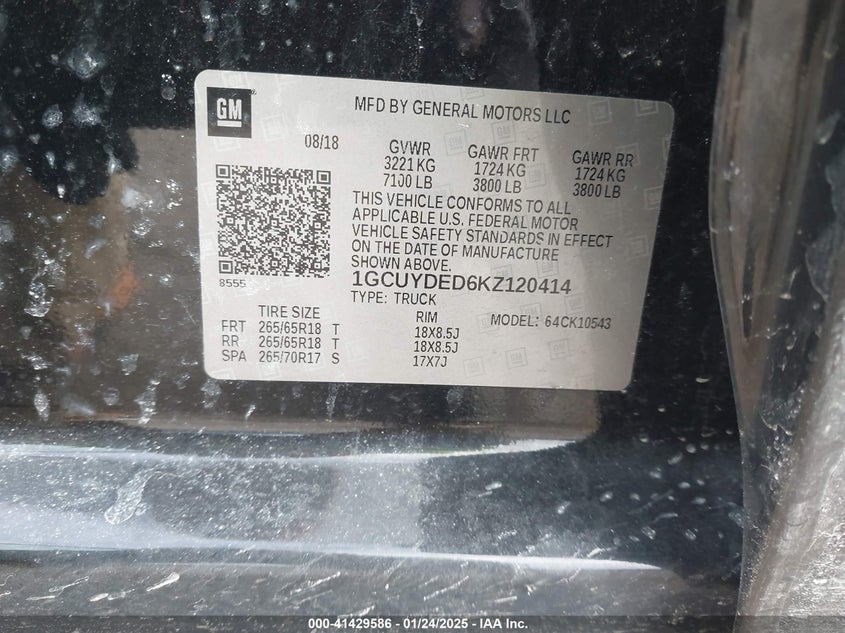 GM
MFD BY GENERAL MOTORS LLC
08/18
GVWR
3221 KG
7100 LB
GAWR FRT
1724 KG
3800 LB
GAWR RR
1724 KG
3800 LB
THIS VEHICLE CONFORMS TO ALL
APPLICABLE U.S. FEDERAL MOTOR
VEHICLE SAFETY STANDARDS IN EFFECT
ON THE DATE OF MANUFACTURE
SHOWN ABOVE.
8555
1GCUYDED6KZ120414
TYPE: TRUCK
TIRE SIZE
RIM
MODEL: 64CK10543
FRT 265/65R18 T 18X8.5J
RR 265/65R18 T 18X8.5J
SPA 265/70R17 S 17X7J
000-41429586 - 01/24/2025 - IAA Inc.